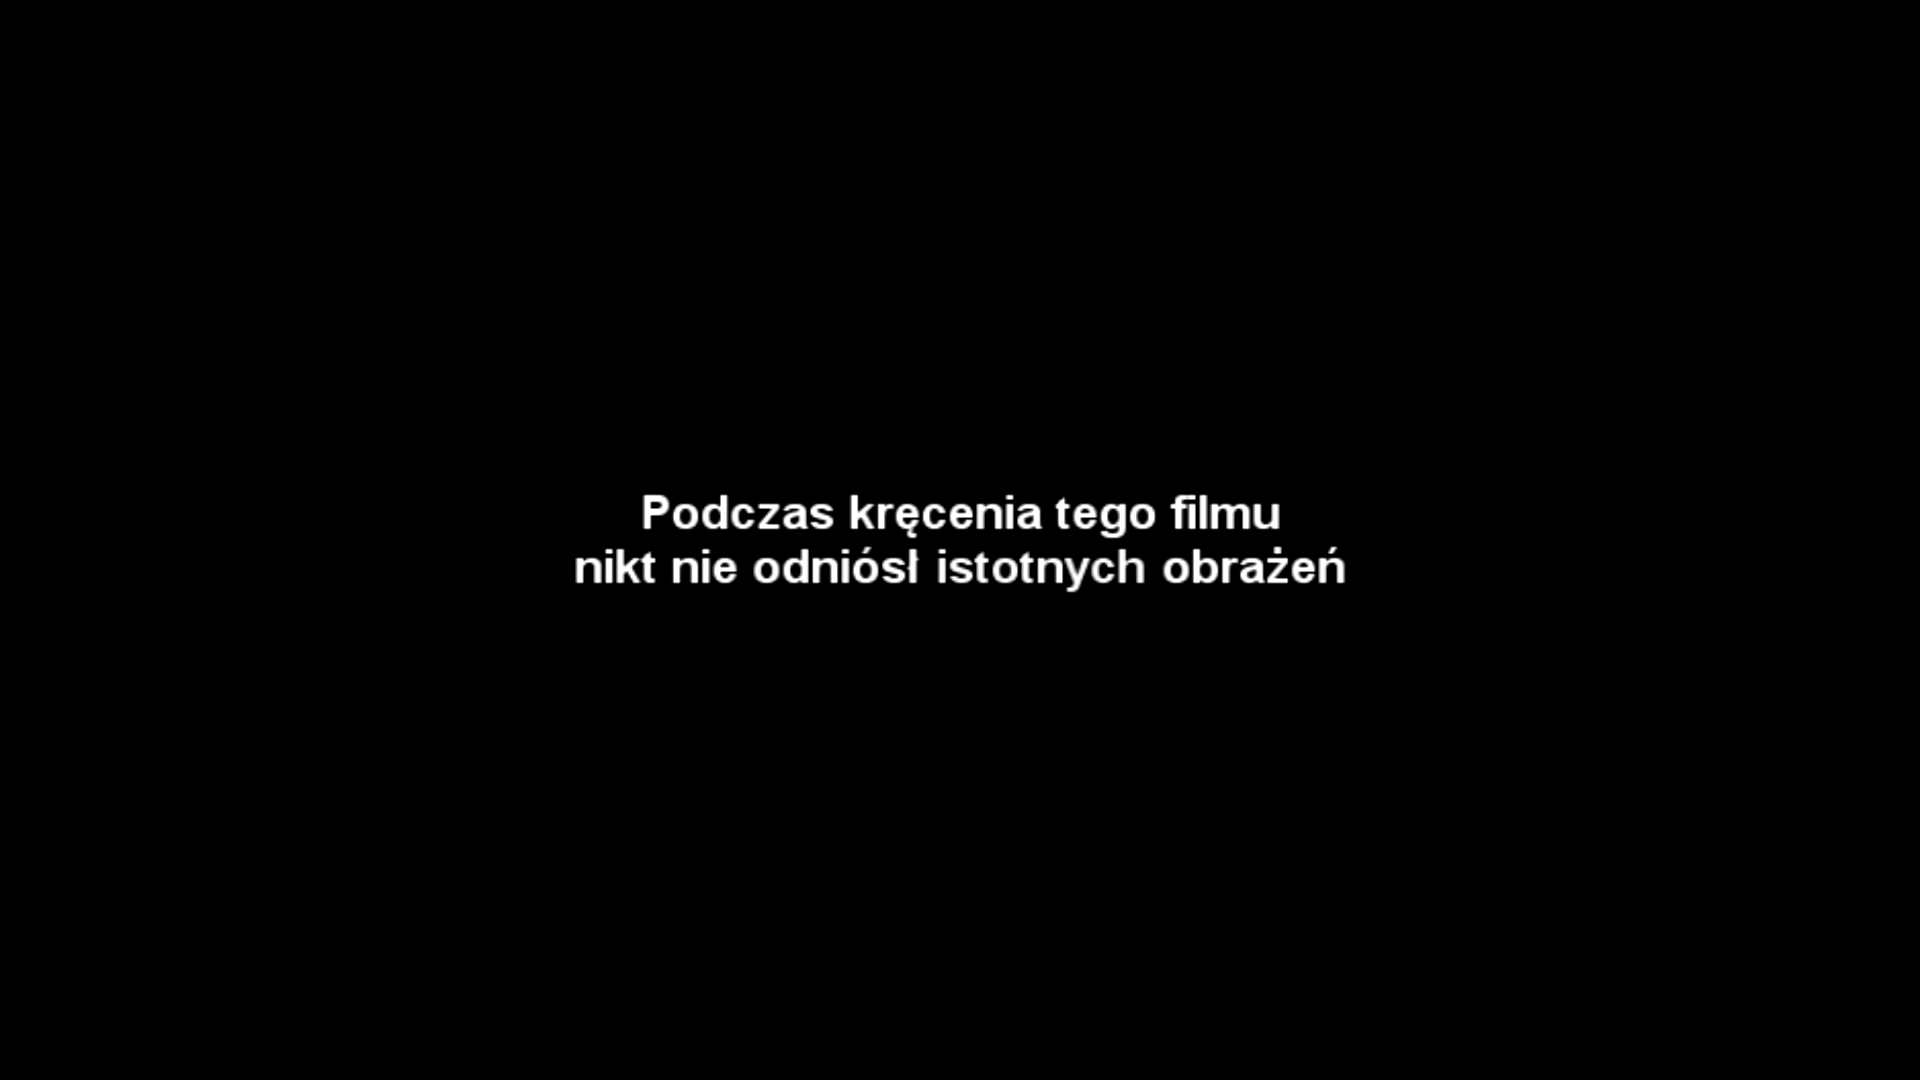 Podczas kręcenia tego filmu
nikt nie odniósł istotnych obrażeń